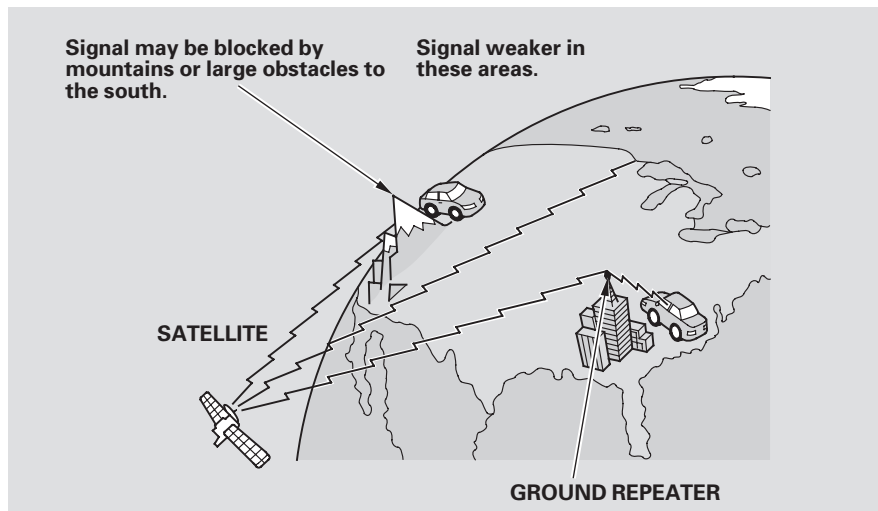 Signal may be blocked by
mountains or large obstacles to
the south.
Signal weaker in
these areas.
SATELLITE
GROUND REPEATER